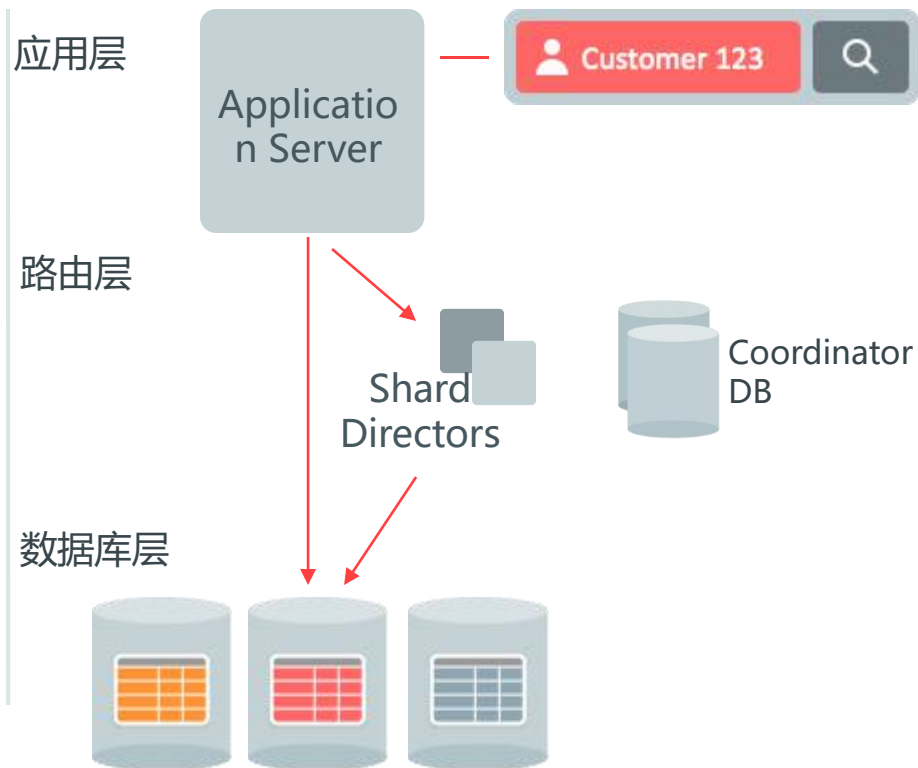 应用层
Applicatio
n Server
Customer 123
路由层
Shard
Directors
Coordinator
DB
数据库层